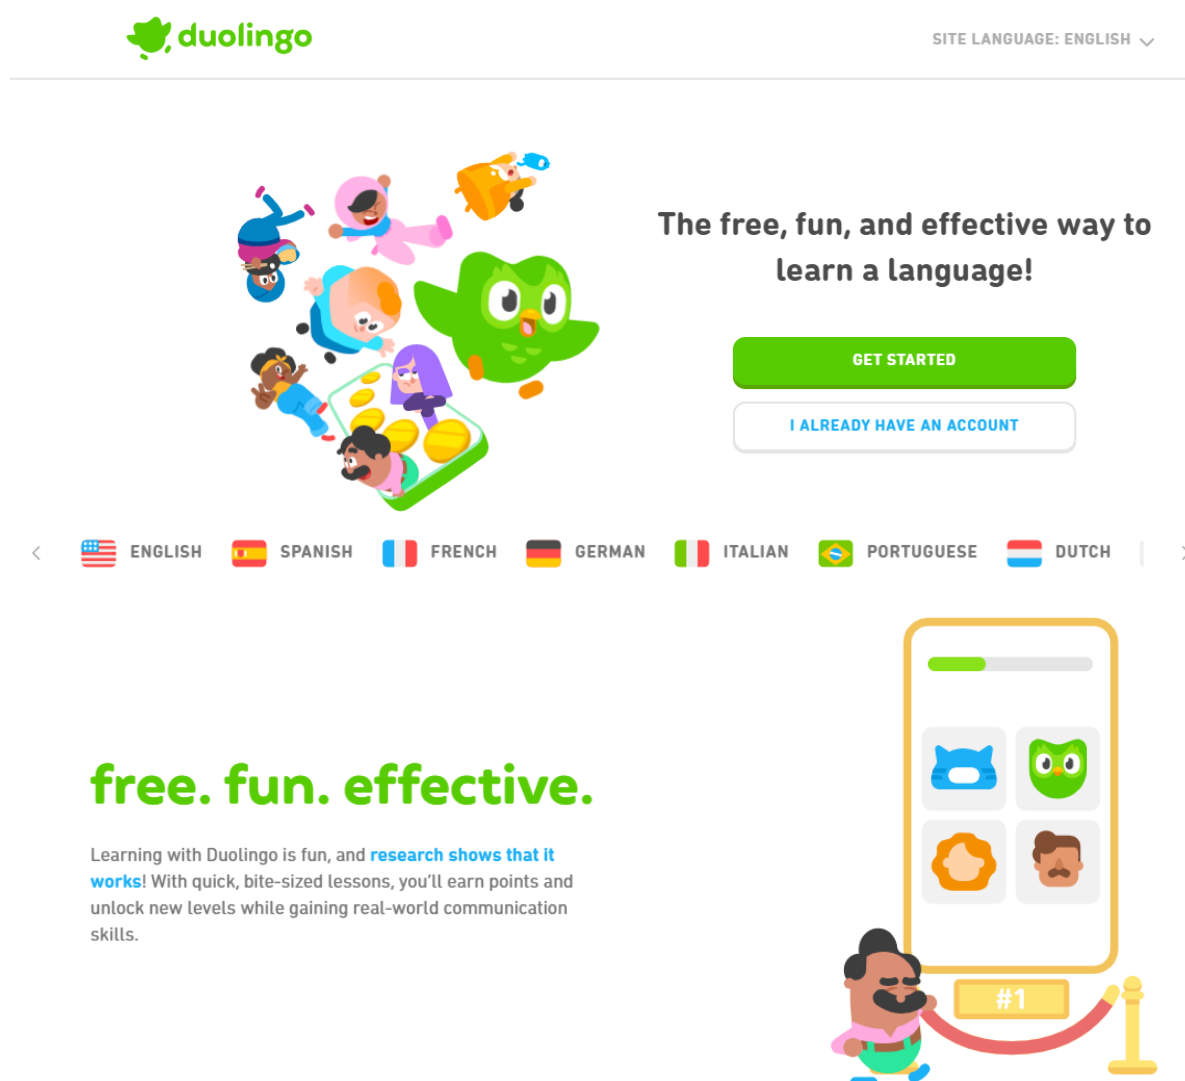 duolingo
SITE LANGUAGE: ENGLISH
The free, fun, and effective way to
learn a language!
GET STARTED
I ALREADY HAVE AN ACCOUNT
ENGLISH SPANISH FRENCH GERMAN ITALIAN PORTUGUESE DUTCH
free. fun. effective.
Learning with Duolingo is fun, and research shows that it
works! With quick, bite-sized lessons, you’ll earn points and
unlock new levels while gaining real-world communication
skills.
#1